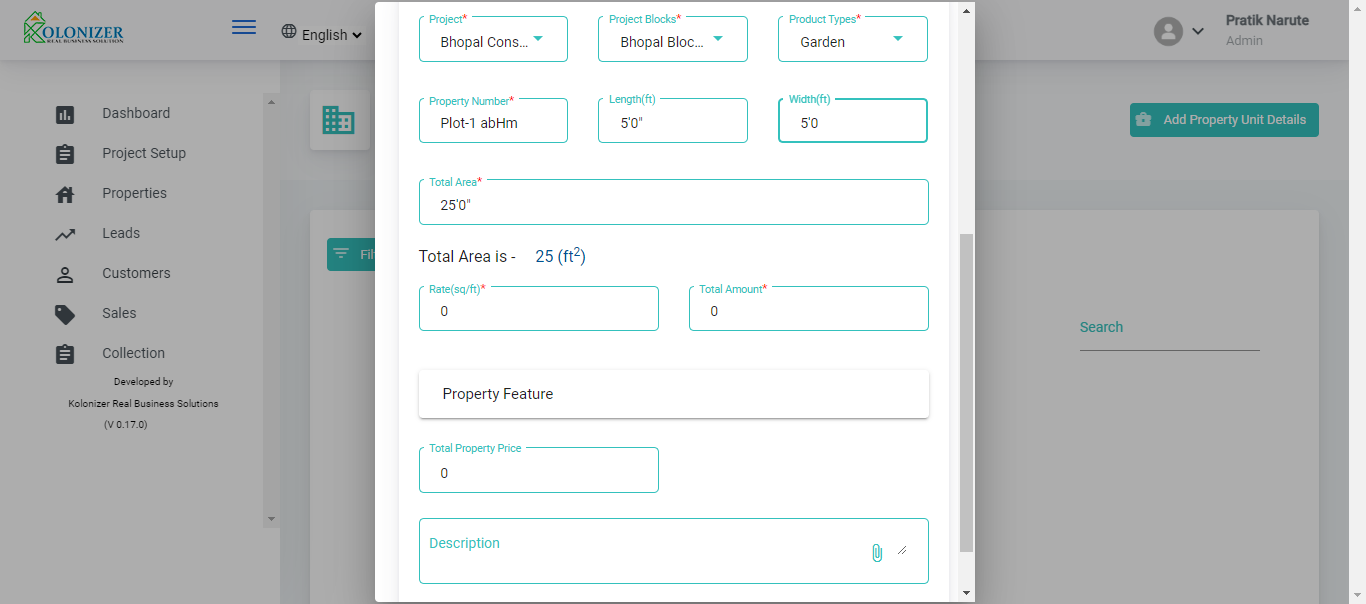 KOLONIZER
REAL BUSINESS SOLUTION
English
Pratik Narute
Admin
Dashboard
Project Setup
Properties
Leads
Customers
Sales
Collection
Developed by
Kolonizer Real Business Solutions
(V 0.17.0)
Add Property Unit Details
Search
Project*
Bhopal Cons...
Project Blocks*
Bhopal Bloc...
Product Types*
Garden
Property Number*
Plot-1 abHm
Length(ft)
5'0"
Width(ft)
5'0
Total Area*
25'0"
Total Area is - 25 (ft²)
Rate(sq/ft)*
0
Total Amount*
0
Property Feature
Total Property Price
0
Description